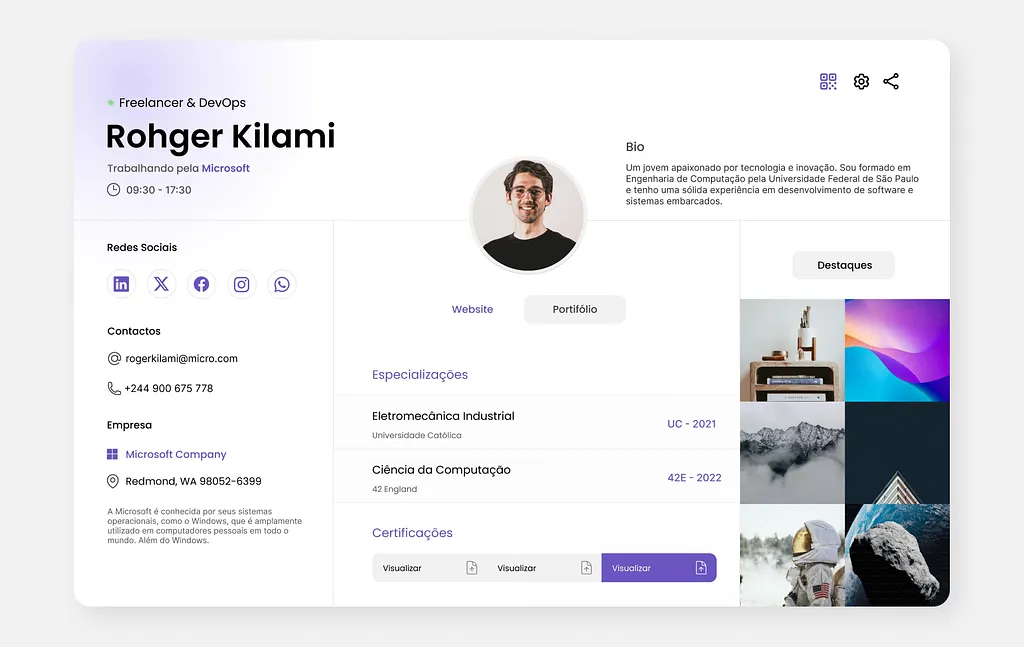 Freelancer & DevOps
Rohger Kilami
Trabalhando pela Microsoft
09:30 - 17:30
Bio
Um jovem apaixonado por tecnologia e inovação. Sou formado em
Engenharia de Computação pela Universidade Federal de São Paulo
e tenho uma sólida experiência em desenvolvimento de software e
sistemas embarcados.
Redes Sociais
Contactos
rogerkilami@micro.com
+244 900 675 778
Empresa
Microsoft Company
Redmond, WA 98052-6399
A Microsoft é conhecida por seus sistemas
operacionais, como o Windows, que é amplamente
utilizado em computadores pessoais em todo o
mundo. Além do Windows.
Website
Portifólio
Especializações
Eletromecânica Industrial
Universidade Católica
UC - 2021
Ciência da Computação
42 England
42E - 2022
Certificações
Visualizar
Visualizar
Visualizar
Destaques